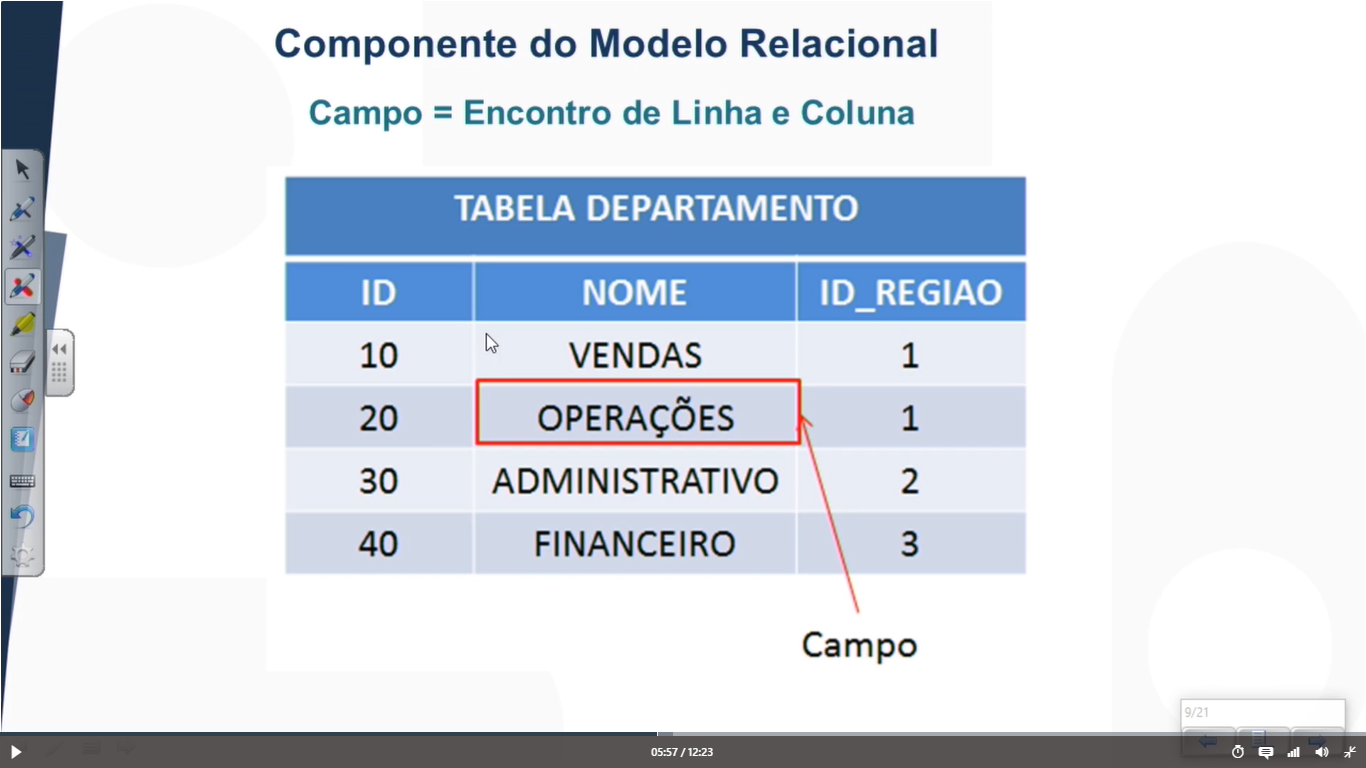 Componente do Modelo Relacional
Campo = Encontro de Linha e Coluna
TABELA DEPARTAMENTO
ID NOME ID_REGIAO
10 VENDAS 1
20 OPERAÇÕES 1
30 ADMINISTRATIVO 2
40 FINANCEIRO 3
Campo
9/21
05:57 / 12:23